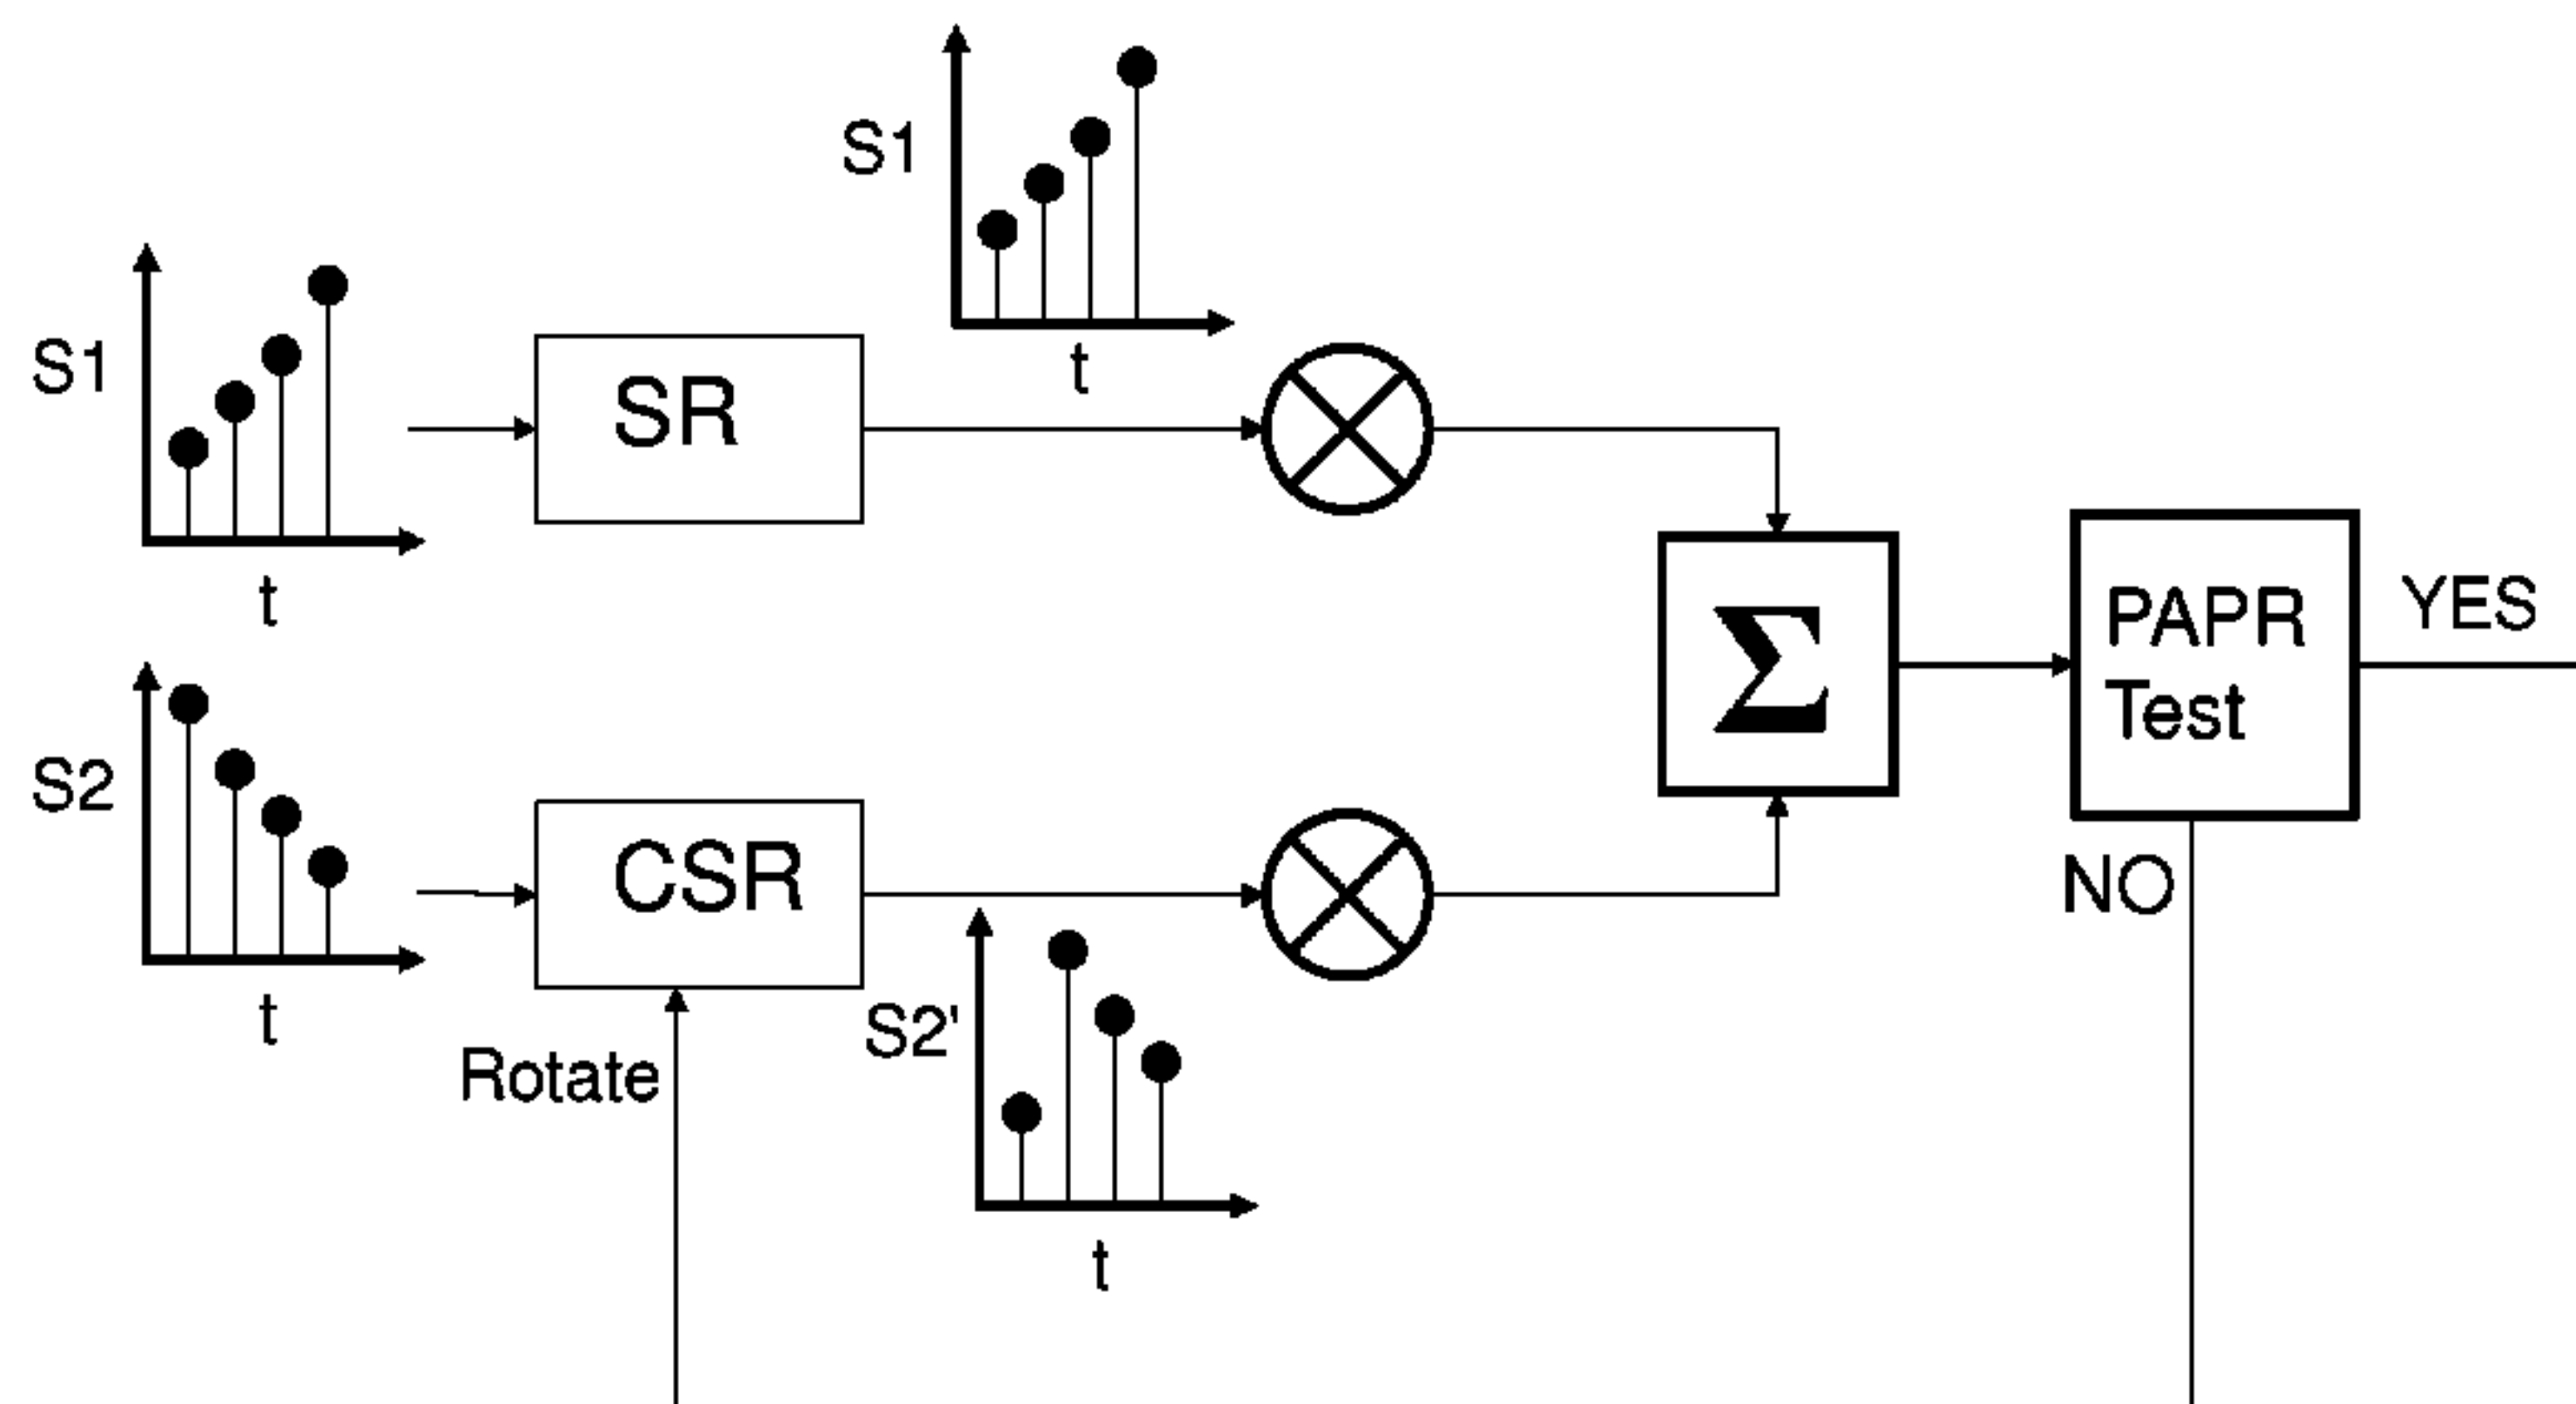 S1
t
S1
t
SR
Σ
PAPR
Test
YES
NO
S2
t
CSR
Rotate
S2'
t